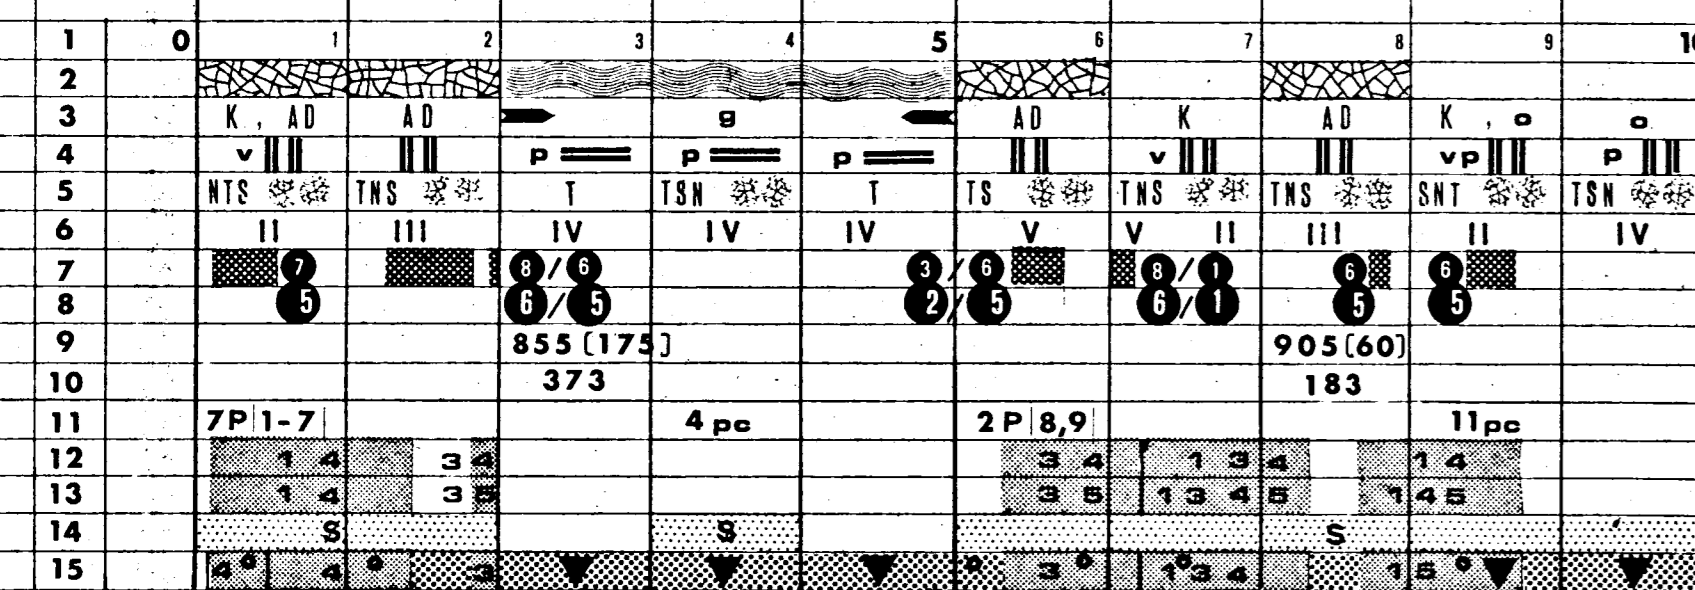 1 0 1 2 3 4 5 6 7 8 9 10
2
3 K , AD AD g AD K AD K , o o
4 v p p p v vp p
5 NTS TNS T TSN T TS TNS TNS SNT TSN
6 II III IV IV IV V V II III II IV
7 7 8/6 3/6 8/1 6 6
8 5 6/5 2/5 6/1 5 5
9 855(175) 905(60)
10 373 183
11 7P|1-7| 4pc 2P|8,9| 11pc
12 1 4 3 4 3 4 1 3 4 1 4
13 1 4 3 5 3 5 1 3 4 5 1 4 5
14 S S S
15 4 o 4 o 3 o 3 o 1 o 3 4 1 5 o